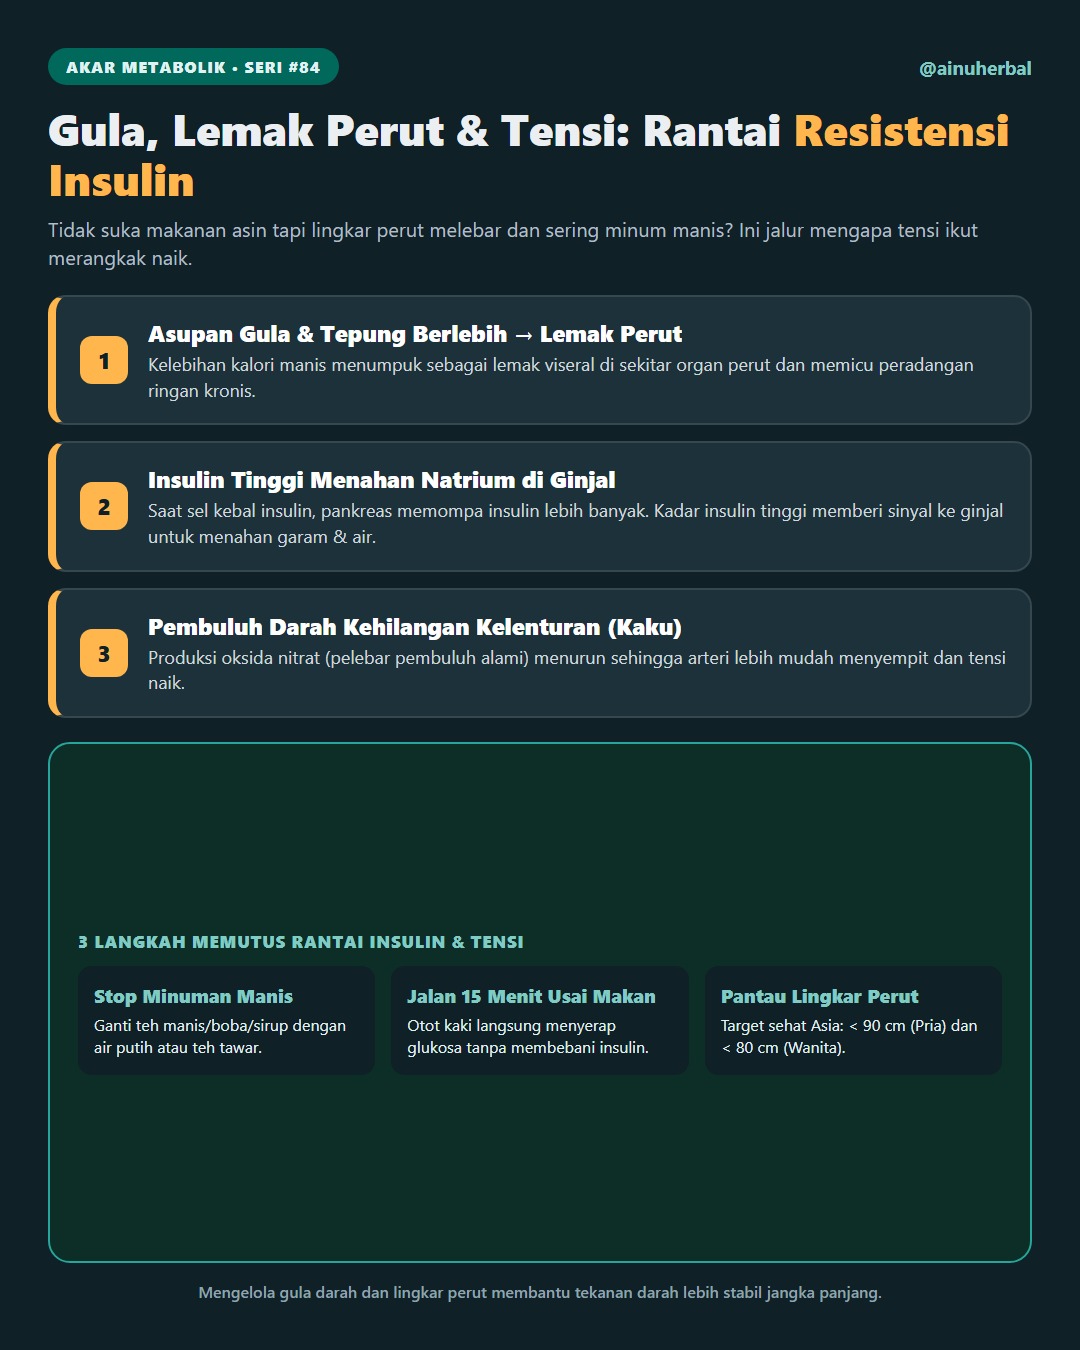 AKAR METABOLIK • SERI #84
@ainuherbal
Gula, Lemak Perut & Tensi: Rantai Resistensi
Insulin
Tidak suka makanan asin tapi lingkar perut melebar dan sering minum manis? Ini jalur mengapa tensi ikut
merangkak naik.
1
Asupan Gula & Tepung Berlebih → Lemak Perut
Kelebihan kalori manis menumpuk sebagai lemak viseral di sekitar organ perut dan memicu peradangan
ringan kronis.
2
Insulin Tinggi Menahan Natrium di Ginjal
Saat sel kebal insulin, pankreas memompa insulin lebih banyak. Kadar insulin tinggi memberi sinyal ke ginjal
untuk menahan garam & air.
3
Pembuluh Darah Kehilangan Kelenturan (Kaku)
Produksi oksida nitrat (pelebar pembuluh alami) menurun sehingga arteri lebih mudah menyempit dan tensi
naik.
3 LANGKAH MEMUTUS RANTAI INSULIN & TENSI
Stop Minuman Manis
Ganti teh manis/boba/sirup dengan
air putih atau teh tawar.
Jalan 15 Menit Usai Makan
Otot kaki langsung menyerap
glukosa tanpa membebani insulin.
Pantau Lingkar Perut
Target sehat Asia: < 90 cm (Pria) dan
< 80 cm (Wanita).
Mengelola gula darah dan lingkar perut membantu tekanan darah lebih stabil jangka panjang.